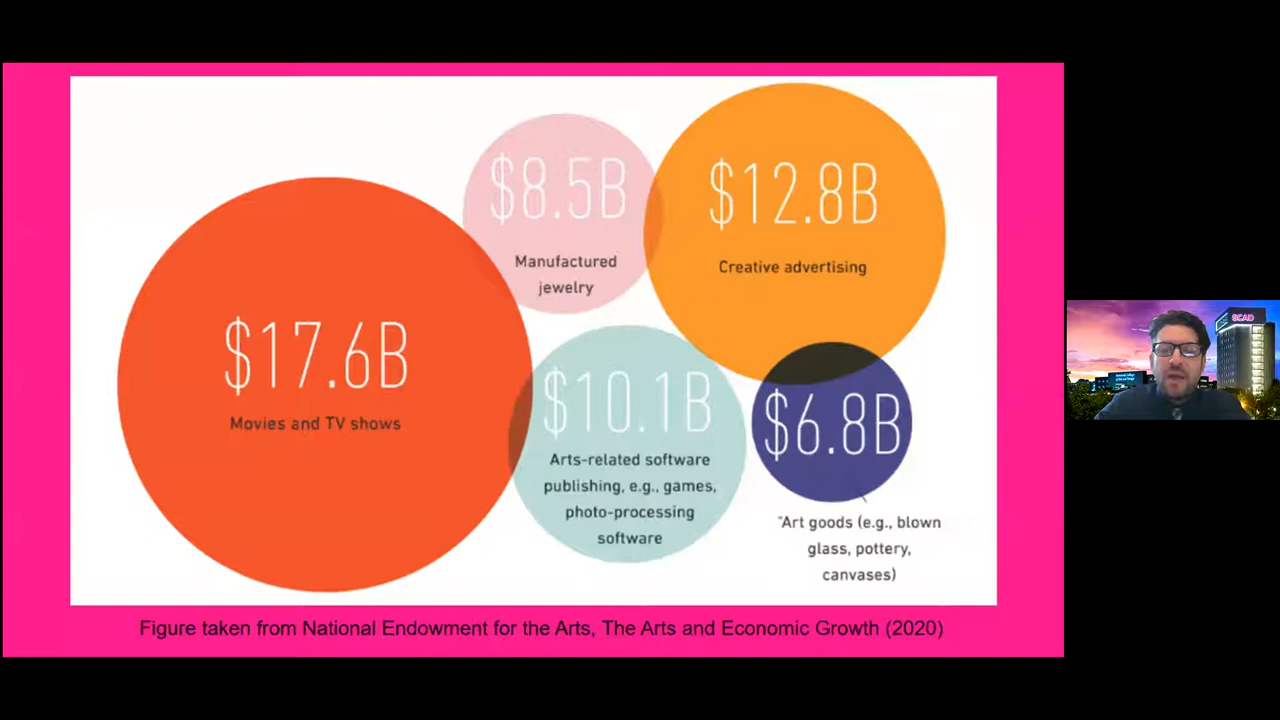 $8.5B
Manufactured
jewelry
$12.8B
Creative advertising
$17.6B
Movies and TV shows
$10.1B
Arts-related software
publishing, e.g., games,
photo-processing
software
$6.8B
"Art goods (e.g., blown
glass, pottery,
canvases)
Figure taken from National Endowment for the Arts, The Arts and Economic Growth (2020)
SCAD